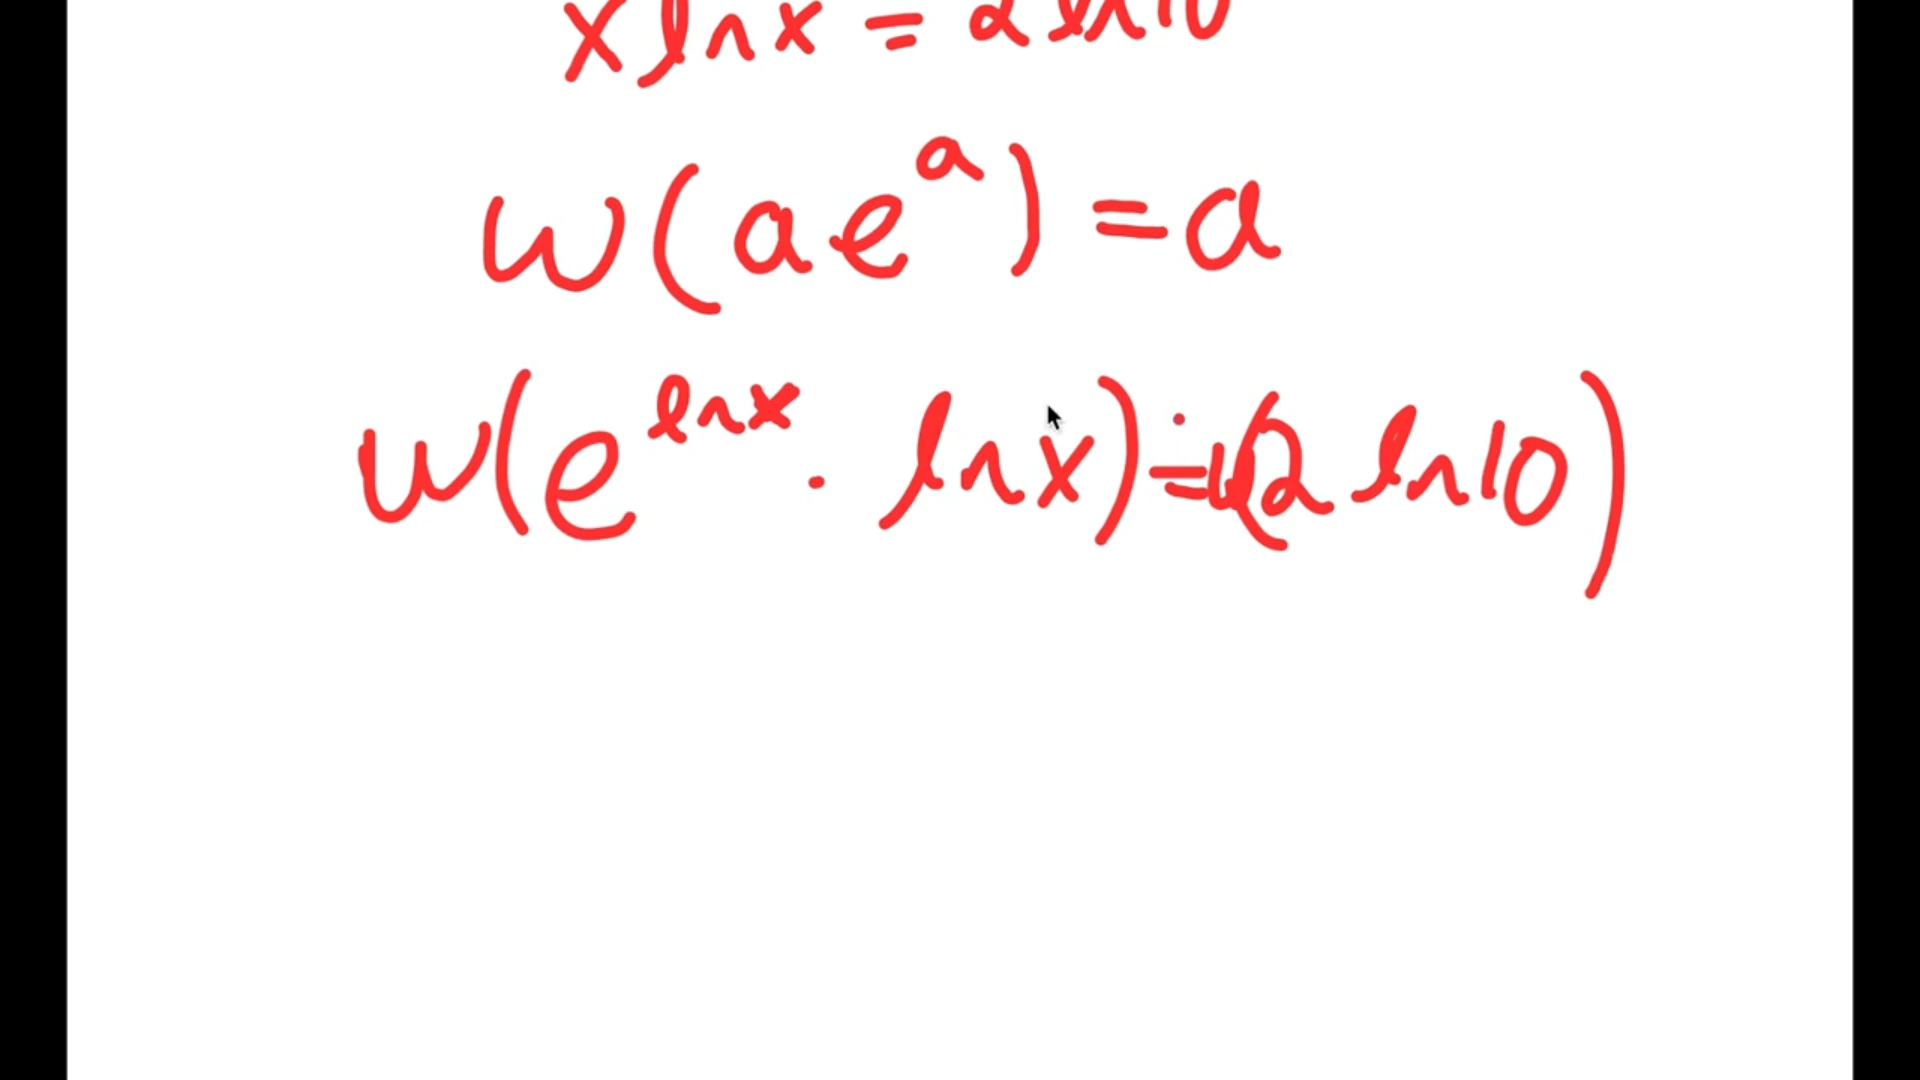 x ln x = 2 ln 10
w(ae^a) = a
w(e^ln x · ln x) = w(2 ln 10)